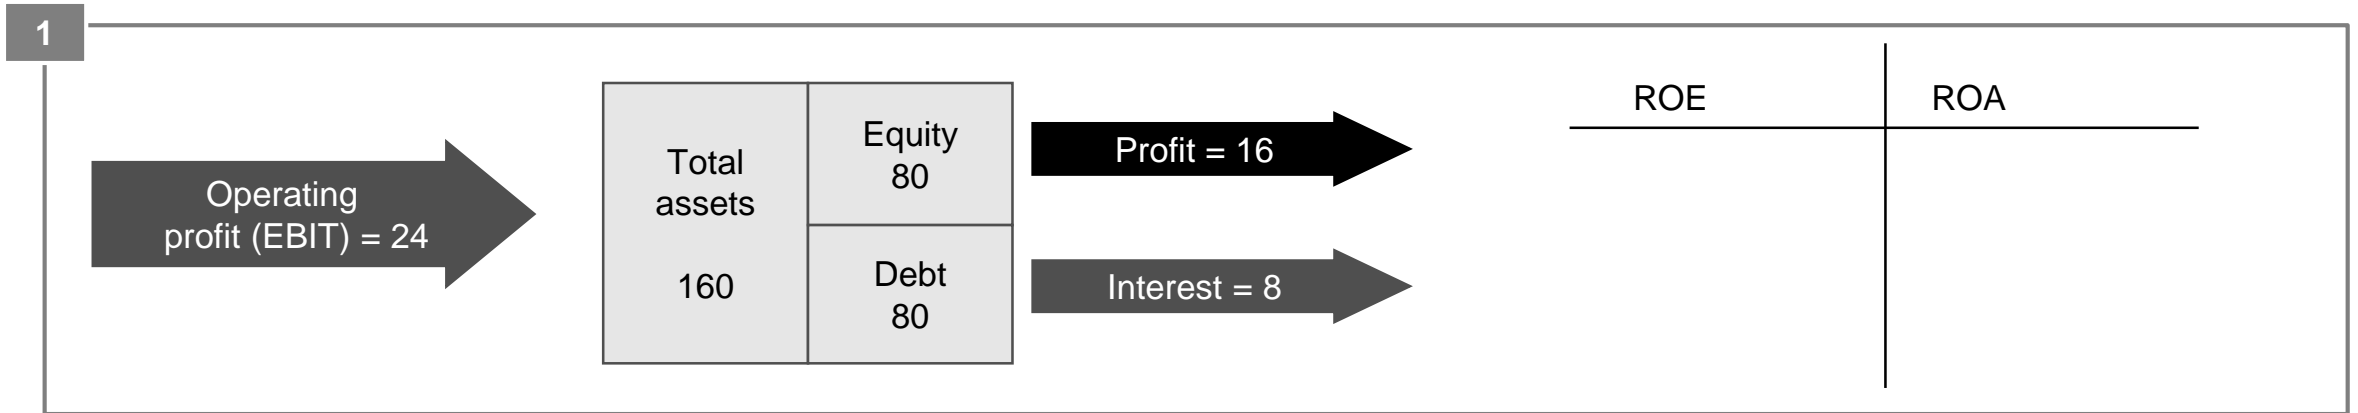 1
Operating
profit (EBIT) = 24
Total
assets
160
Equity
80
Debt
80
Profit = 16
Interest = 8
ROE
ROA